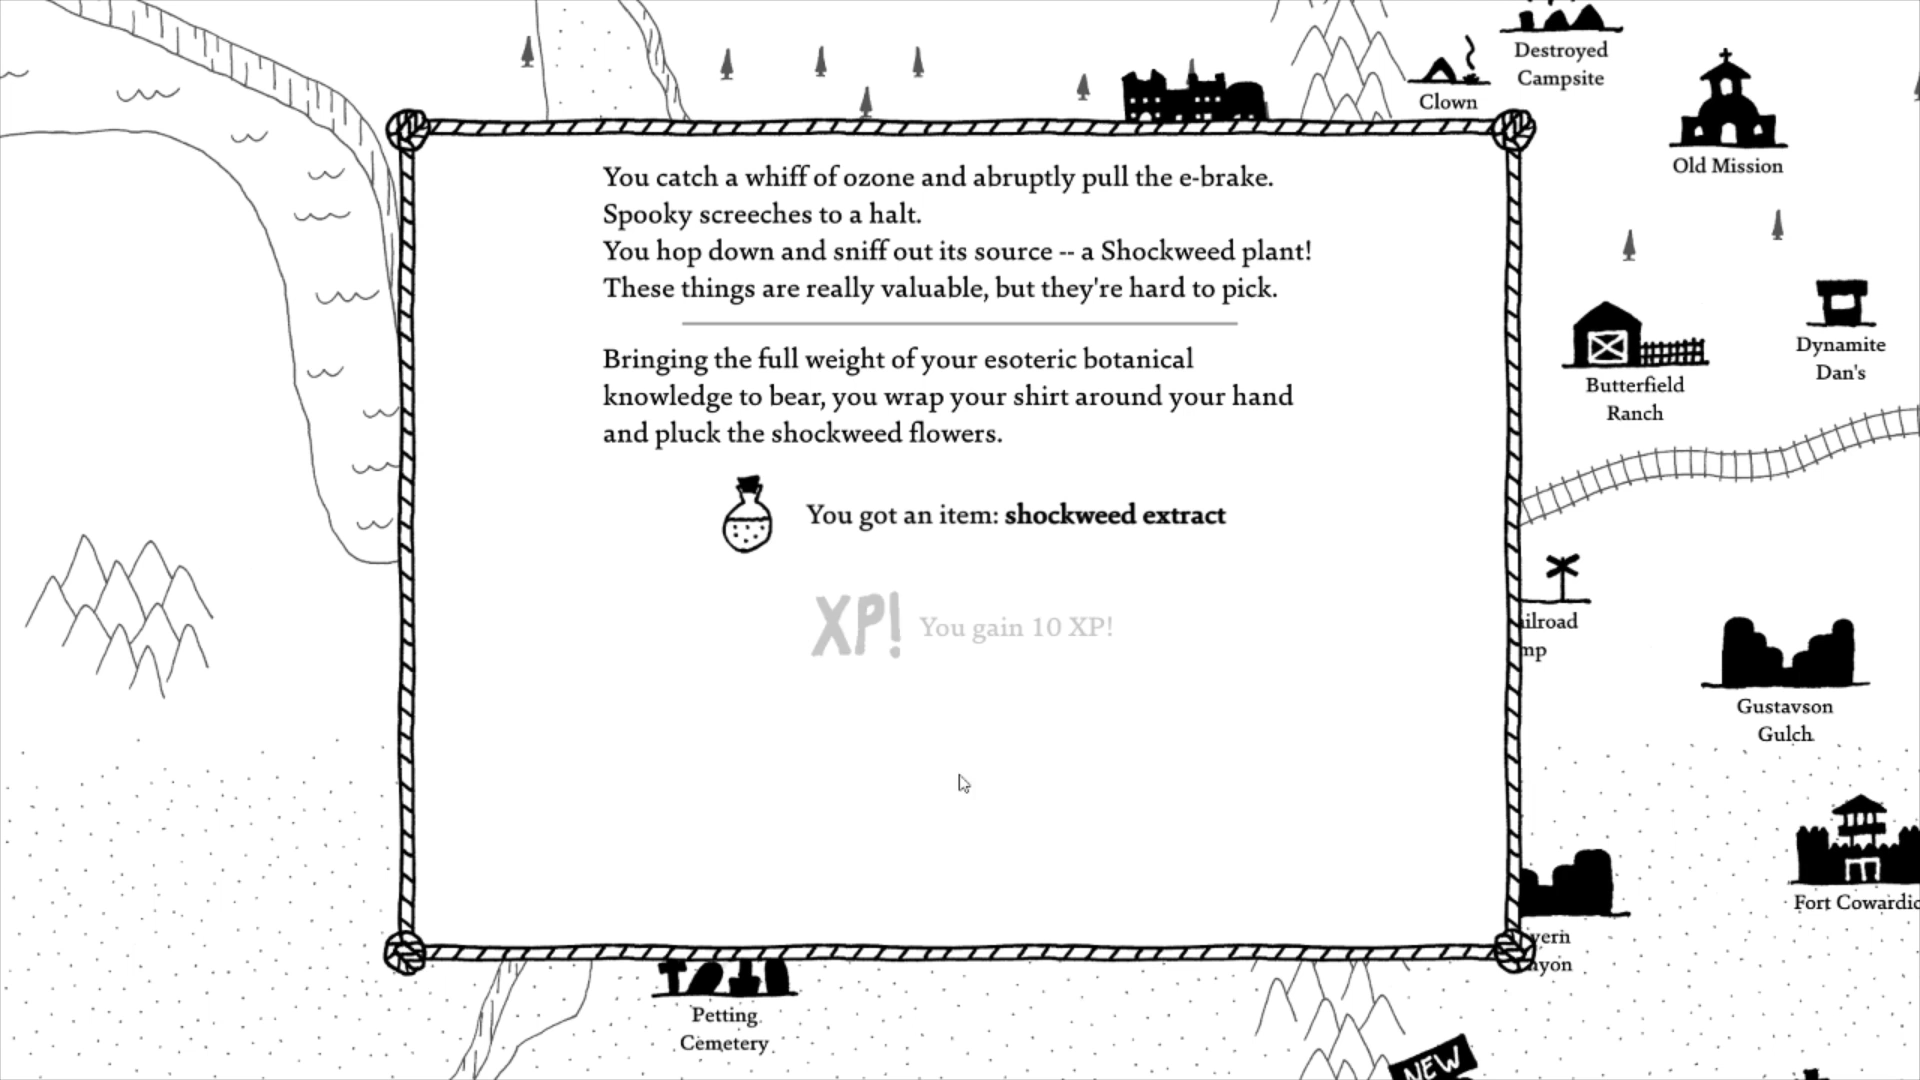 Destroyed
Campsite
Clown
Old Mission
You catch a whiff of ozone and abruptly pull the e-brake.
Spooky screeches to a halt.
You hop down and sniff out its source -- a Shockweed plant!
These things are really valuable, but they're hard to pick.
Bringing the full weight of your esoteric botanical
knowledge to bear, you wrap your shirt around your hand
and pluck the shockweed flowers.
You got an item: shockweed extract
XP! You gain 10 XP!
Butterfield
Ranch
Dynamite
Dan's
ilroad
mp
Gustavson
Gulch
Fort Cowardic
vern
nyon
Petting
Cemetery
NEW